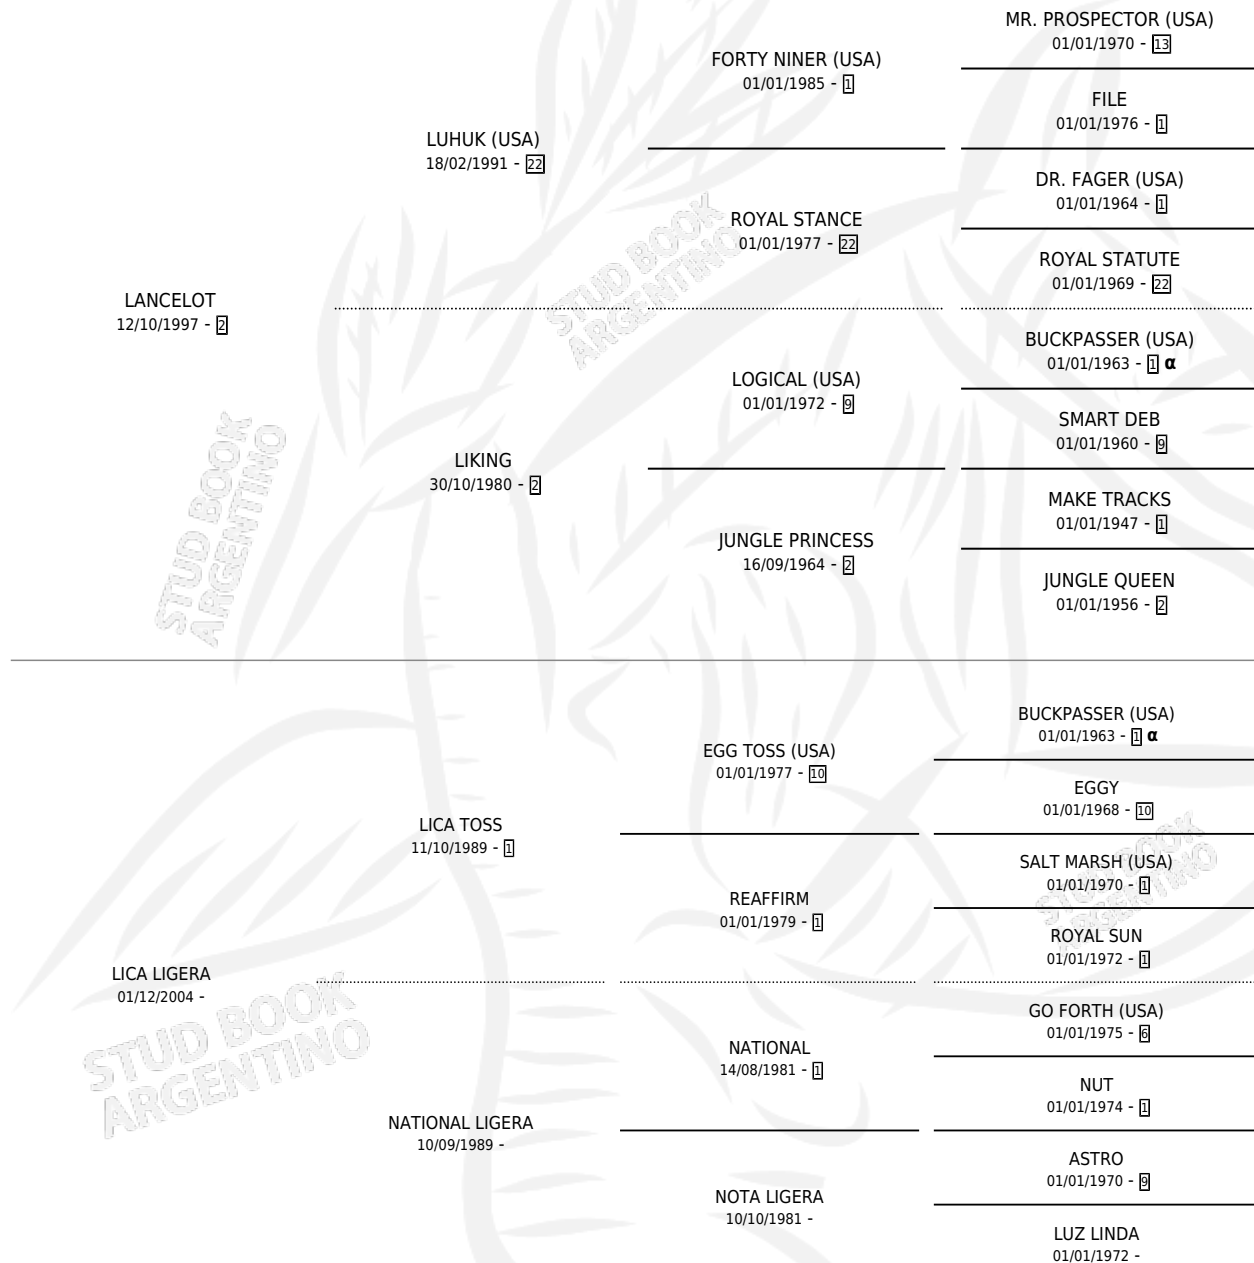 MR. PROSPECTOR (USA)
01/01/1970 - 13
FORTY NINER (USA)
01/01/1985 - 1
FILE
01/01/1976 - 1
LUHUK (USA)
18/02/1991 - 22
DR. FAGER (USA)
01/01/1964 - 1
ROYAL STANCE
01/01/1977 - 22
ROYAL STATUTE
01/01/1969 - 22
LANCELOT
12/10/1997 - 2
BUCKPASSER (USA)
01/01/1963 - 1 α
LOGICAL (USA)
01/01/1972 - 9
SMART DEB
01/01/1960 - 9
LIKING
30/10/1980 - 2
MAKE TRACKS
01/01/1947 - 1
JUNGLE PRINCESS
16/09/1964 - 2
JUNGLE QUEEN
01/01/1956 - 2
BUCKPASSER (USA)
01/01/1963 - 1 α
EGG TOSS (USA)
01/01/1977 - 10
EGGY
01/01/1968 - 10
LICA TOSS
11/10/1989 - 1
SALT MARSH (USA)
01/01/1970 - 1
REAFFIRM
01/01/1979 - 1
ROYAL SUN
01/01/1972 - 1
LICA LIGERA
01/12/2004 -
GO FORTH (USA)
01/01/1975 - 6
NATIONAL
14/08/1981 - 1
NUT
01/01/1974 - 1
NATIONAL LIGERA
10/09/1989 -
ASTRO
01/01/1970 - 9
NOTA LIGERA
10/10/1981 -
LUZ LINDA
01/01/1972 -
STUD BOOK
ARGENTINO
STUD BOOK
ARGENTINO
STUD BOOK
ARGENTINO
STUD BOOK
ARGENTINO